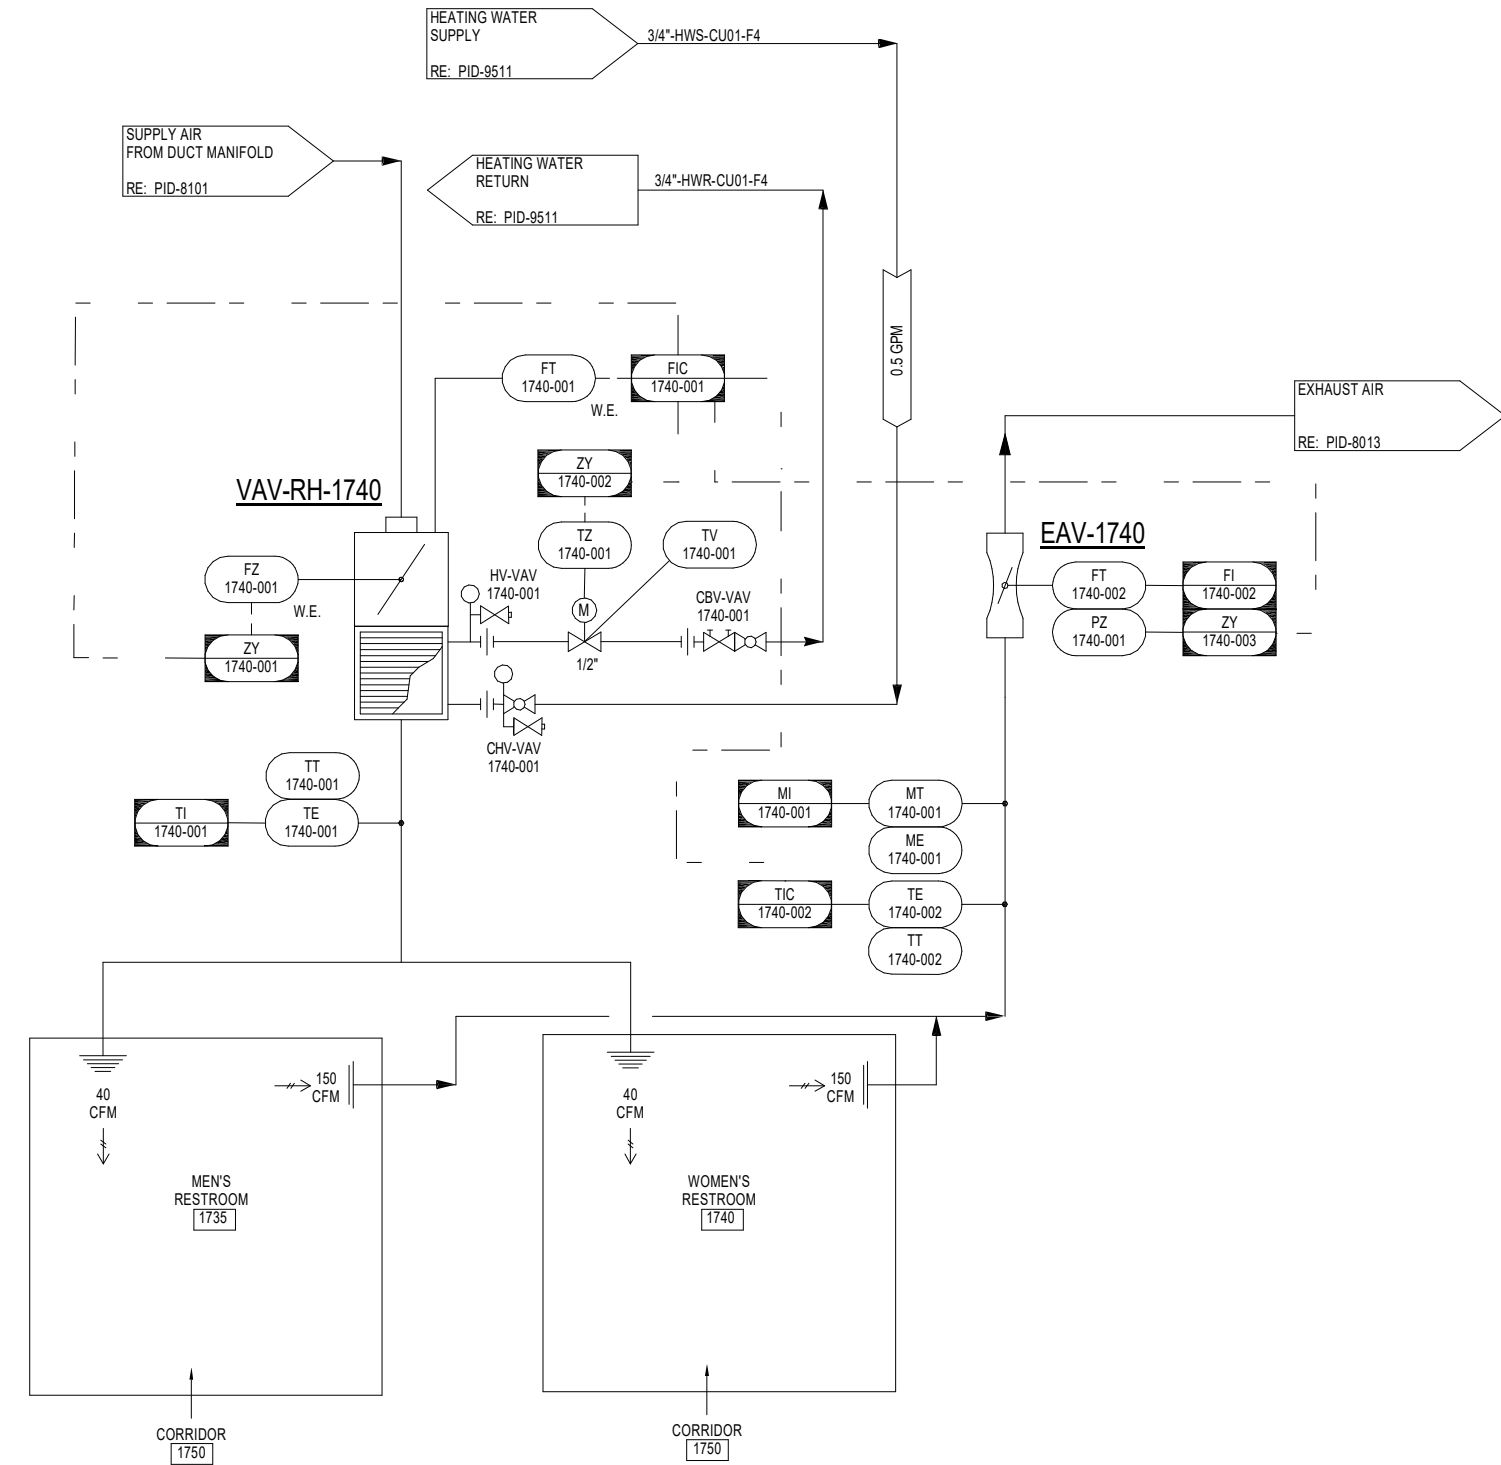 HEATING WATER
SUPPLY
RE: PID-9511
3/4"-HWS-CU01-F4
SUPPLY AIR
FROM DUCT MANIFOLD
RE: PID-8101
HEATING WATER
RETURN
RE: PID-9511
3/4"-HWR-CU01-F4
0.5 GPM
FT
1740-001
W.E.
FIC
1740-001
EXHAUST AIR
RE: PID-8013
ZY
1740-002
VAV-RH-1740
TZ
1740-001
TV
1740-001
EAV-1740
FZ
1740-001
W.E.
HV-VAV
1740-001
M
CBV-VAV
1740-001
FT
1740-002
FI
1740-002
PZ
1740-001
ZY
1740-003
ZY
1740-001
1/2"
CHV-VAV
1740-001
TT
1740-001
TI
1740-001
TE
1740-001
MI
1740-001
MT
1740-001
ME
1740-001
TIC
1740-002
TE
1740-002
TT
1740-002
40
CFM
150
CFM
40
CFM
150
CFM
MEN'S
RESTROOM
1735
WOMEN'S
RESTROOM
1740
CORRIDOR
1750
CORRIDOR
1750